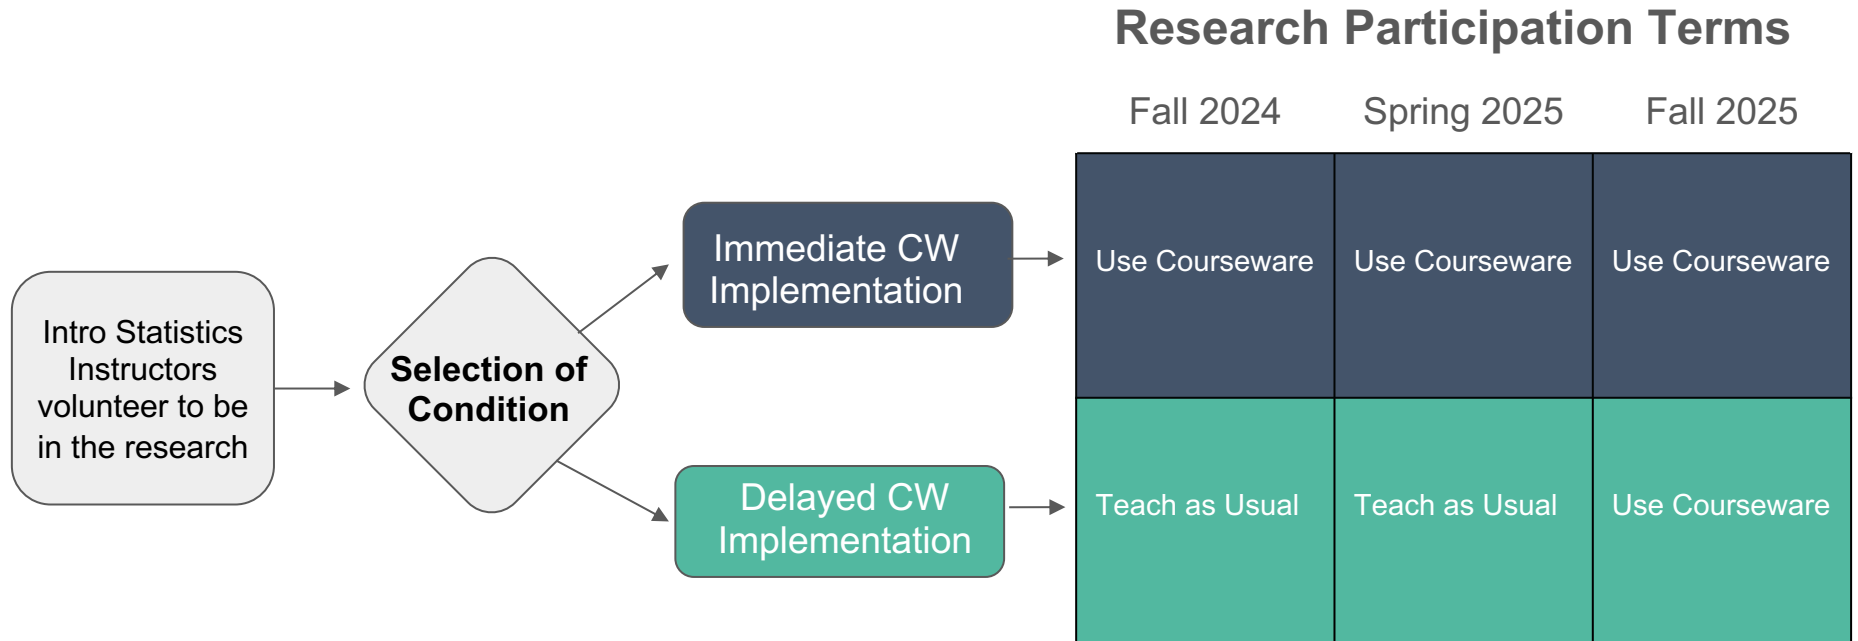 Research Participation Terms
Fall 2024 Spring 2025 Fall 2025
Intro Statistics
Instructors
volunteer to be
in the research
Selection of
Condition
Immediate CW
Implementation
Use Courseware Use Courseware Use Courseware
Delayed CW
Implementation
Teach as Usual Teach as Usual Use Courseware